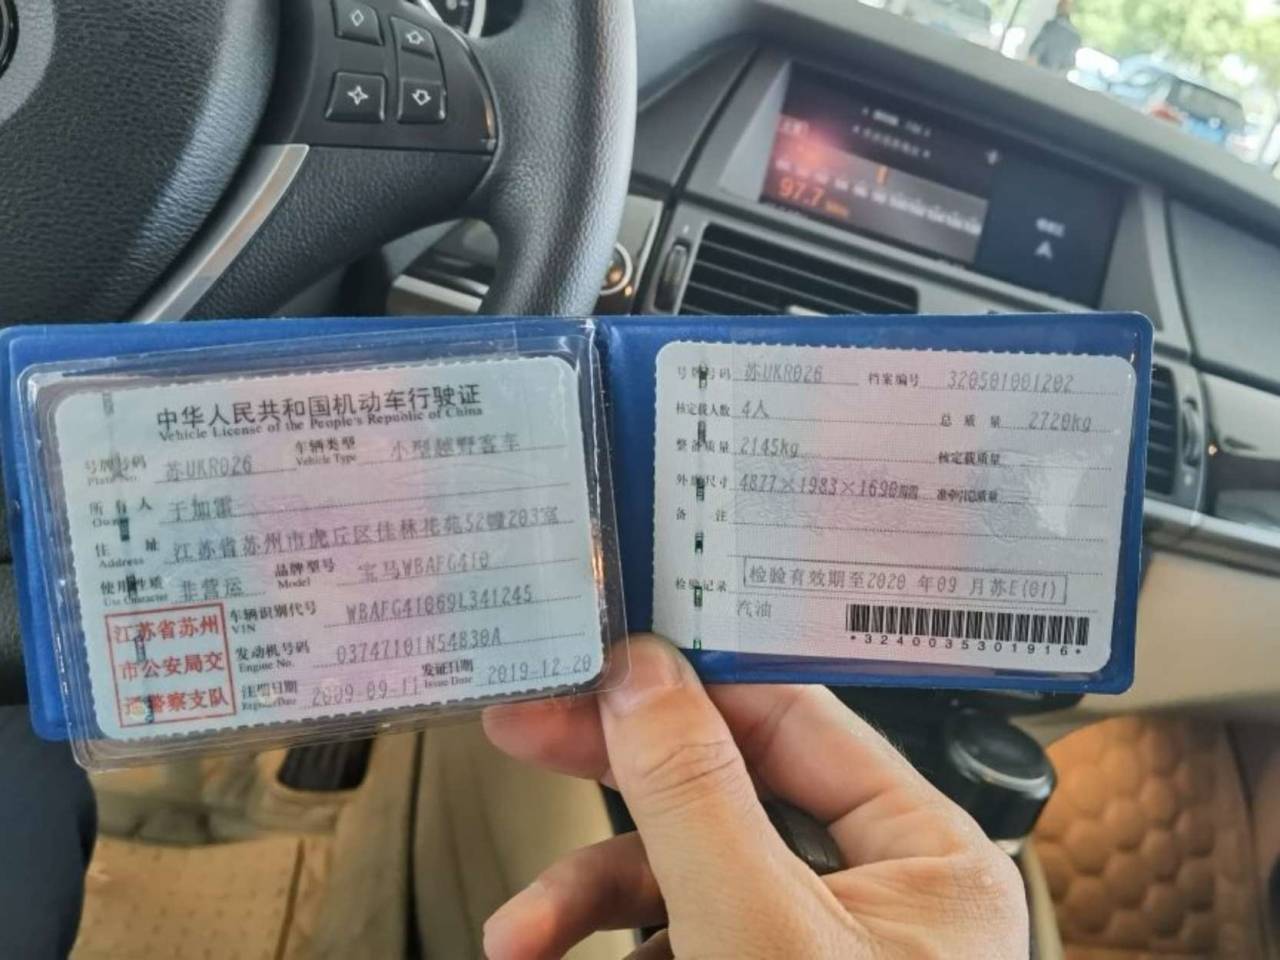 97.7
中华人民共和国机动车行驶证
Vehicle License of the People's Republic of China
号牌号码 苏UKR026 车辆类型 小型越野客车
Plate No. Vehicle Type
所有人 于加雷
Owner
住址 江苏省苏州市虎丘区佳林花苑52幢203室
Address
使用性质 非营运 品牌型号 宝马WBAFG410
Use Character Model
江苏省苏州
市公安局交
巡警察支队
车辆识别代号 WBAFG41069L341245
VIN
发动机号码 03747101N54B30A
Engine No.
注册日期 2009-09-11 发证日期 2019-12-20
Register Date Issue Date
号牌号码 苏UKR026 档案编号 320501001202
核定载人数 4人 总质量 2720kg
整备质量 2145kg 核定载质量
外廓尺寸 4877×1983×1690mm 准牵引总质量
备注
检验记录 检验有效期至2020年09月苏E(01)
汽油
*3240035301916*